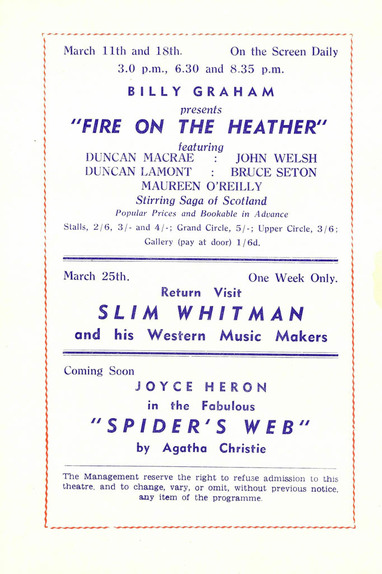 March 11th and 18th. On the Screen Daily
3.0 p.m., 6.30 and 8.35 p.m.
BILLY GRAHAM
presents
"FIRE ON THE HEATHER"
featuring
DUNCAN MACRAE : JOHN WELSH
DUNCAN LAMONT : BRUCE SETON
MAUREEN O'REILLY
Stirring Saga of Scotland
Popular Prices and Bookable in Advance
Stalls, 2/6, 3/- and 4/-; Grand Circle, 5/-; Upper Circle, 3/6;
Gallery (pay at door) 1/6d.
March 25th. One Week Only.
Return Visit
SLIM WHITMAN
and his Western Music Makers
Coming Soon
JOYCE HERON
in the Fabulous
"SPIDER'S WEB"
by Agatha Christie
The Management reserve the right to refuse admission to this
theatre, and to change, vary, or omit, without previous notice,
any item of the programme.